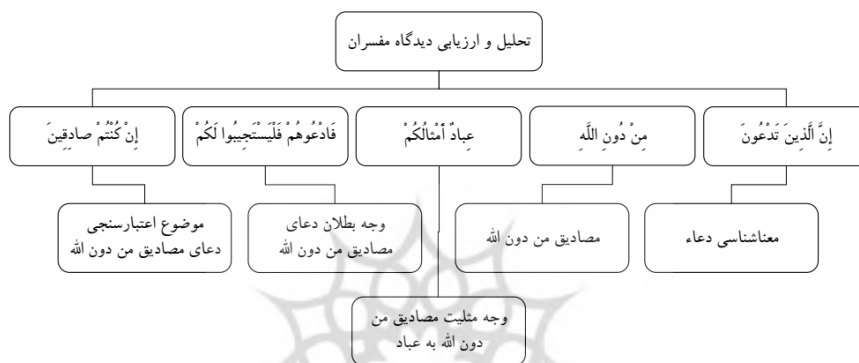 تحلیل و ارزیابی دیدگاه مفسران
إِنَّ الَّذِينَ تَدْعُونَ
مِنْ دُونِ اللَّهِ
عِبادٌ أَمْثالُكُمْ
فَادْعُوهُمْ فَلْيَسْتَجِيبُوا لَكُمْ
إِنْ كُنْتُمْ صادِقِينَ
معناشناسی دعاء
مصادیق من دون الله
وجه بطلان دعای
مصادیق من دون الله
موضوع اعتبارسنجی
دعای مصادیق من دون الله
وجه مثلیت مصادیق من
دون الله به عباد